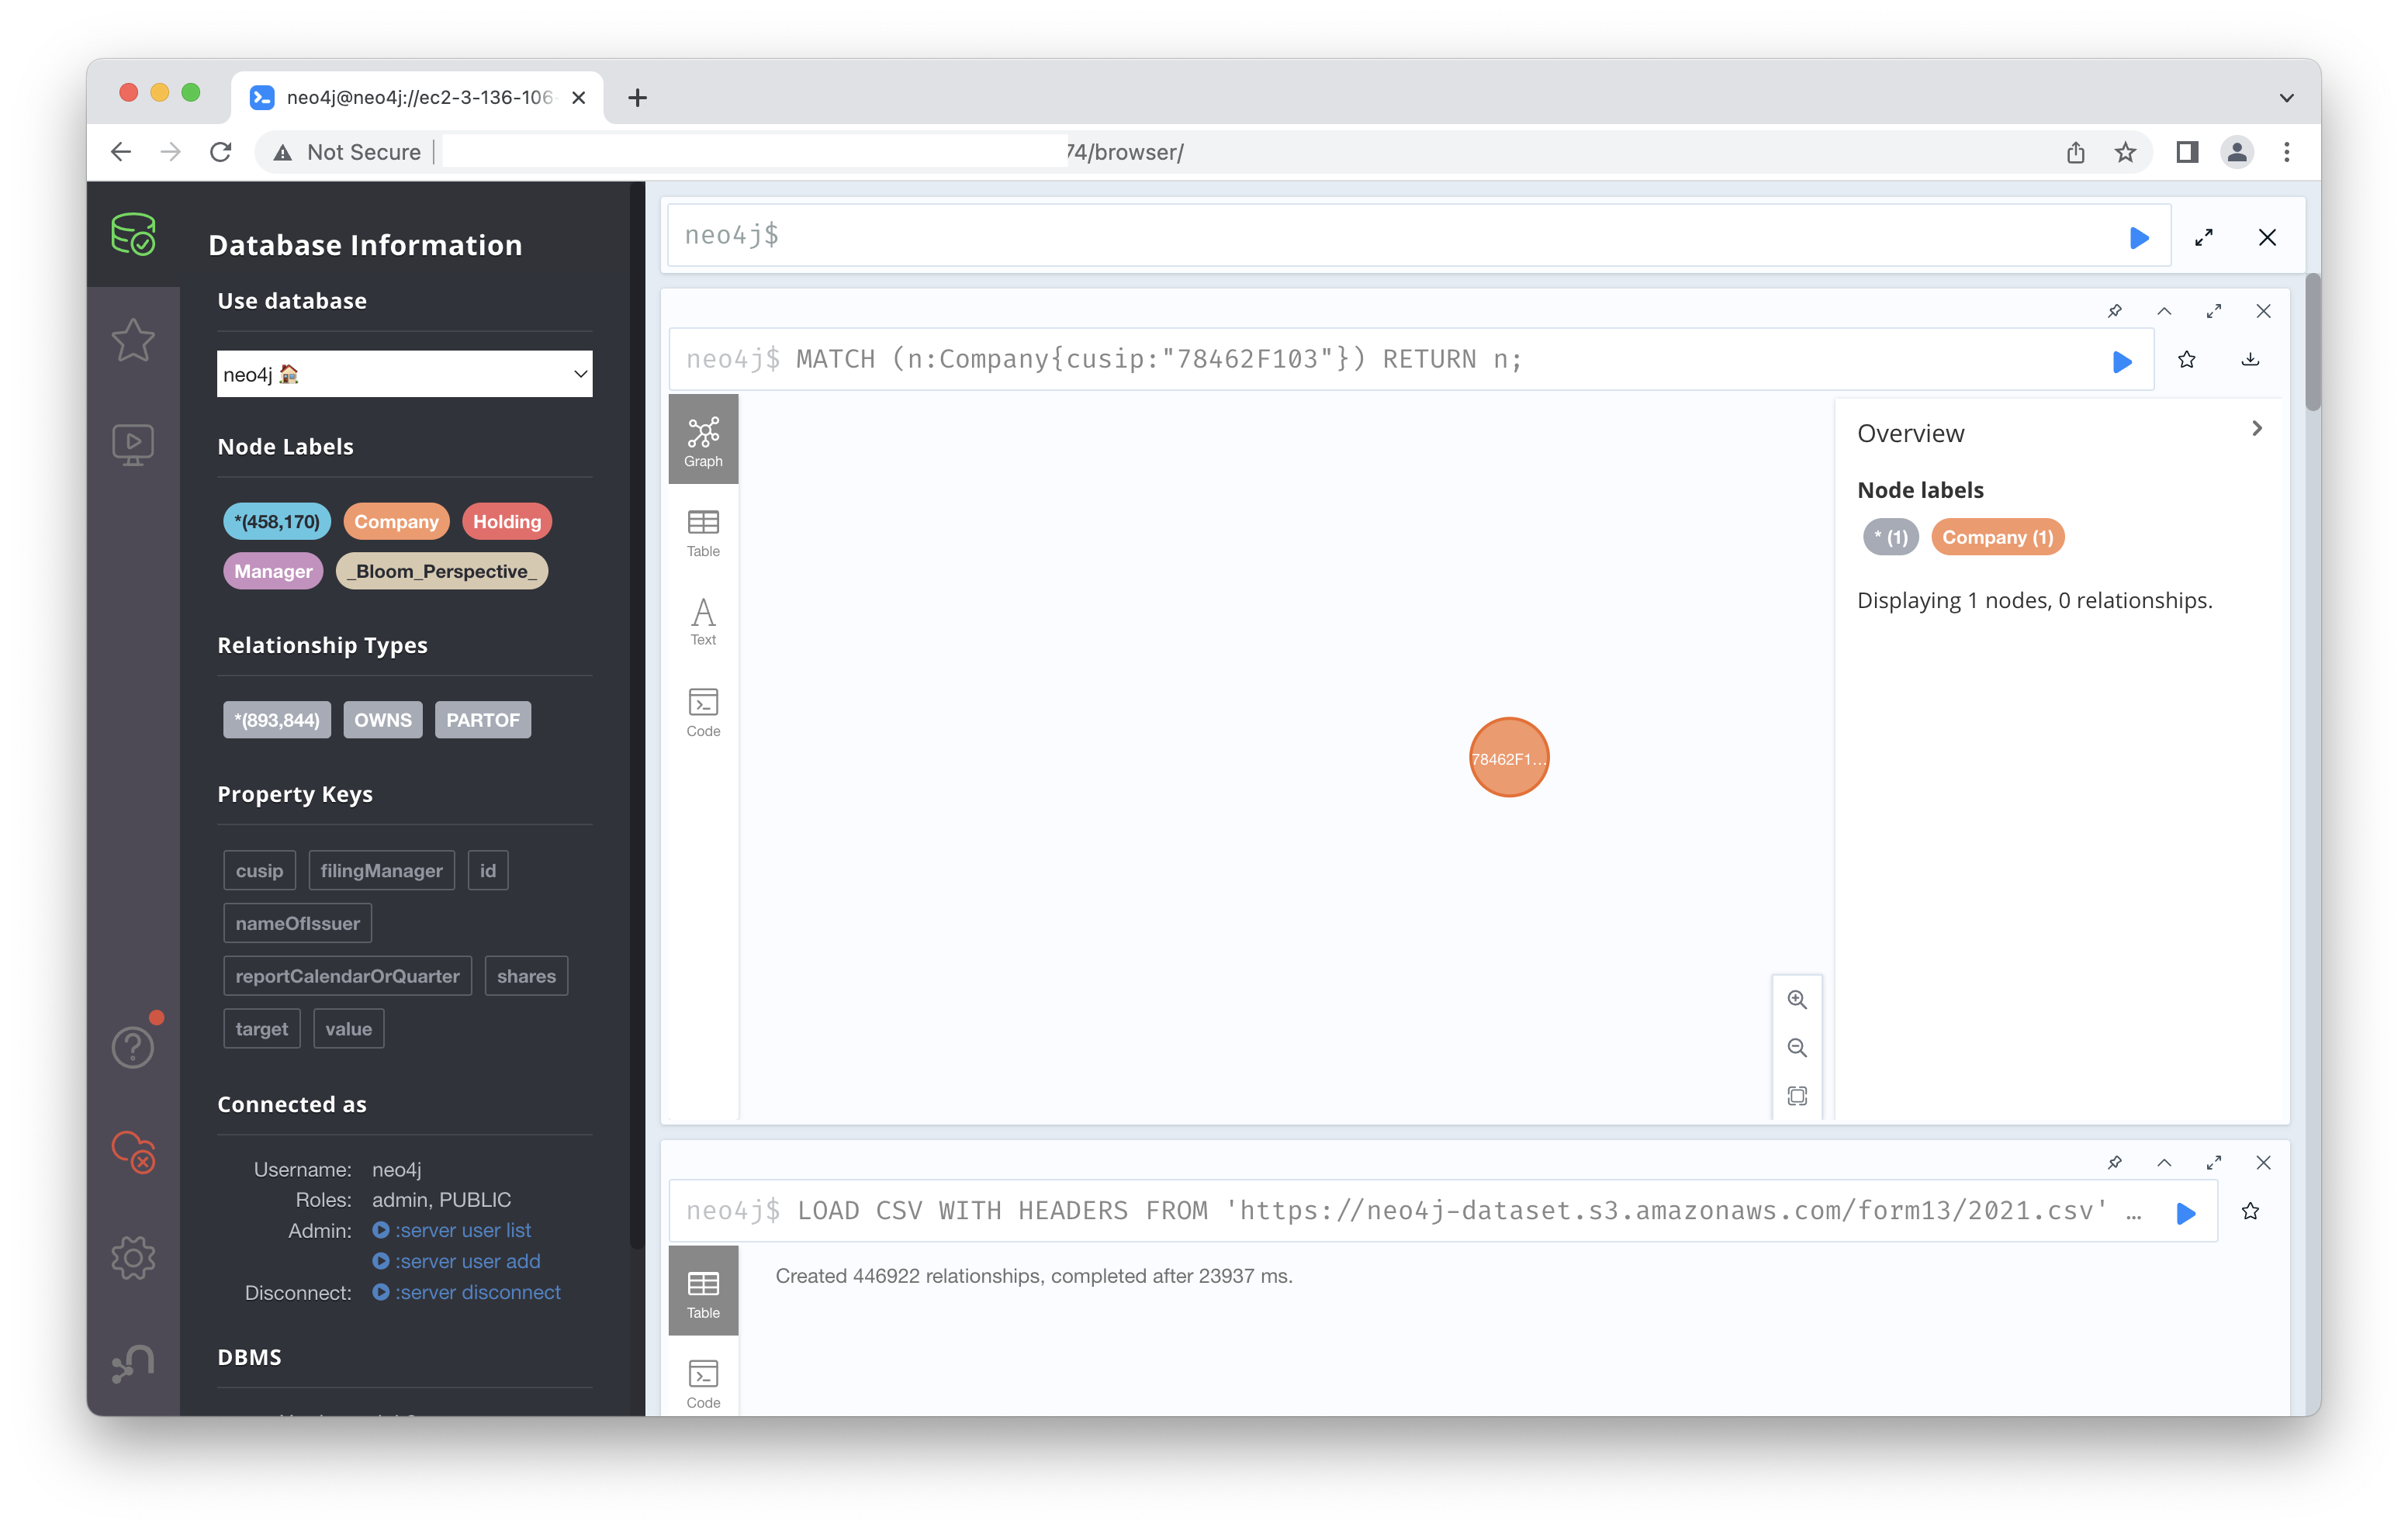 neo4j@neo4j://ec2-3-136-106
Not Secure
74/browser/
Database Information
Use database
neo4j
Node Labels
*(458,170) Company Holding
Manager _Bloom_Perspective_
Relationship Types
*(893,844) OWNS PARTOF
Property Keys
cusip filingManager id
nameOfIssuer
reportCalendarOrQuarter shares
target value
Connected as
Username: neo4j
Roles: admin, PUBLIC
Admin: :server user list
:server user add
Disconnect: :server disconnect
DBMS
neo4j$
neo4j$ MATCH (n:Company{cusip:"78462F103"}) RETURN n;
Graph
Table
Text
Code
78462F1...
Overview
Node labels
* (1) Company (1)
Displaying 1 nodes, 0 relationships.
neo4j$ LOAD CSV WITH HEADERS FROM 'https://neo4j-dataset.s3.amazonaws.com/form13/2021.csv' …
Table
Code
Created 446922 relationships, completed after 23937 ms.